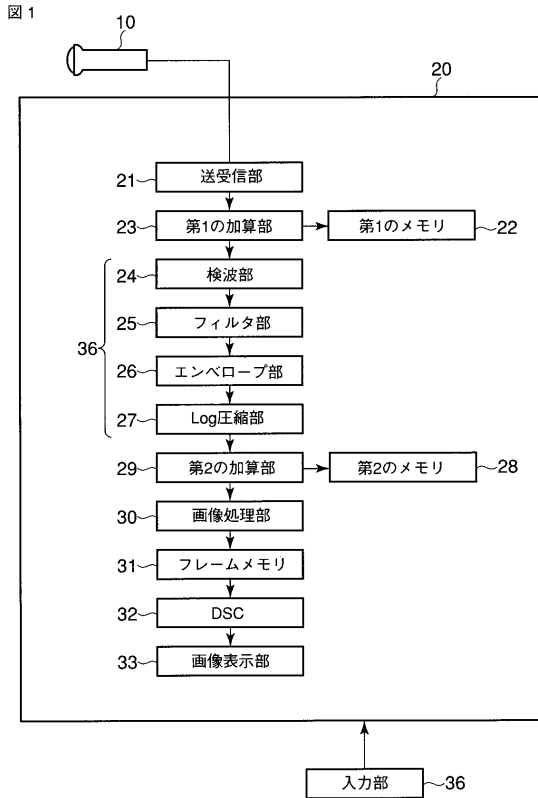 図1
10
20
21 送受信部
23 第1の加算部 第1のメモリ 22
24 検波部
25 フィルタ部
36
26 エンベロープ部
27 Log圧縮部
29 第2の加算部 第2のメモリ 28
30 画像処理部
31 フレームメモリ
32 DSC
33 画像表示部
入力部 36